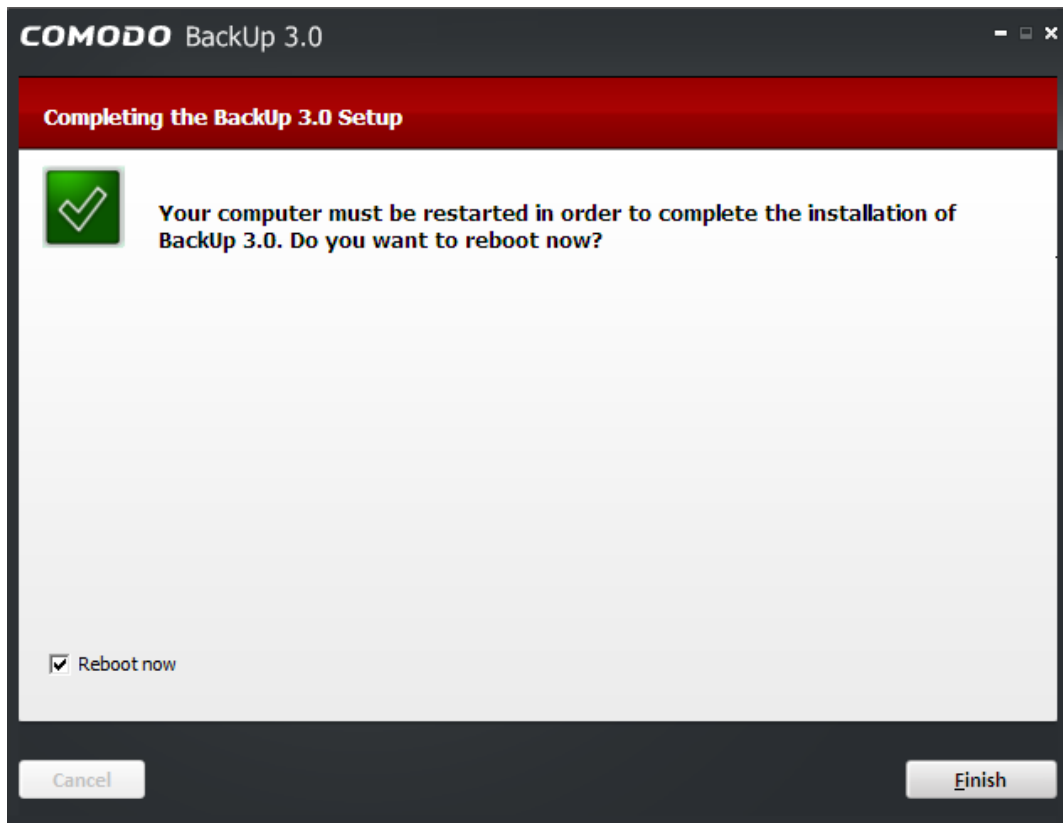 COMODO BackUp 3.0
Completing the BackUp 3.0 Setup
Your computer must be restarted in order to complete the installation of
BackUp 3.0. Do you want to reboot now?
Reboot now
Cancel
Finish